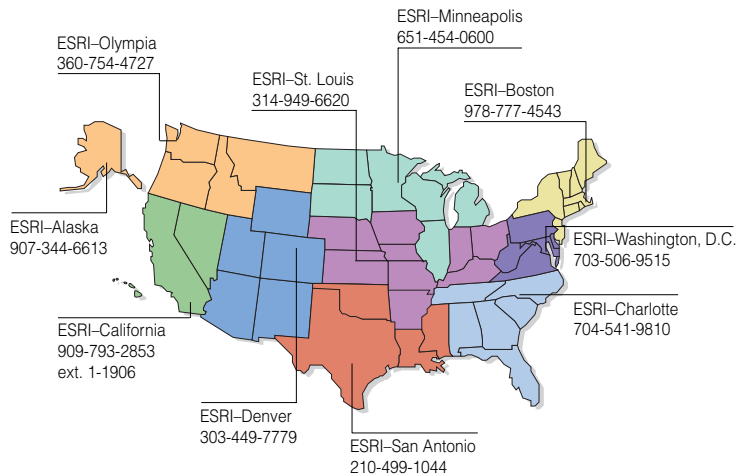 ESRI–Minneapolis
651-454-0600
ESRI–Olympia
360-754-4727
ESRI–St. Louis
314-949-6620
ESRI–Boston
978-777-4543
ESRI–Alaska
907-344-6613
ESRI–Washington, D.C.
703-506-9515
ESRI–Charlotte
704-541-9810
ESRI–California
909-793-2853
ext. 1-1906
ESRI–Denver
303-449-7779
ESRI–San Antonio
210-499-1044